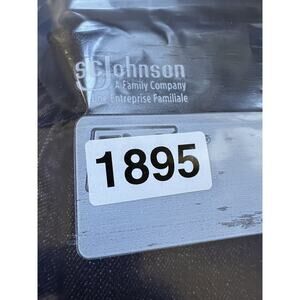 SC Johnson
A Family Company
Une Entreprise Familiale
1895